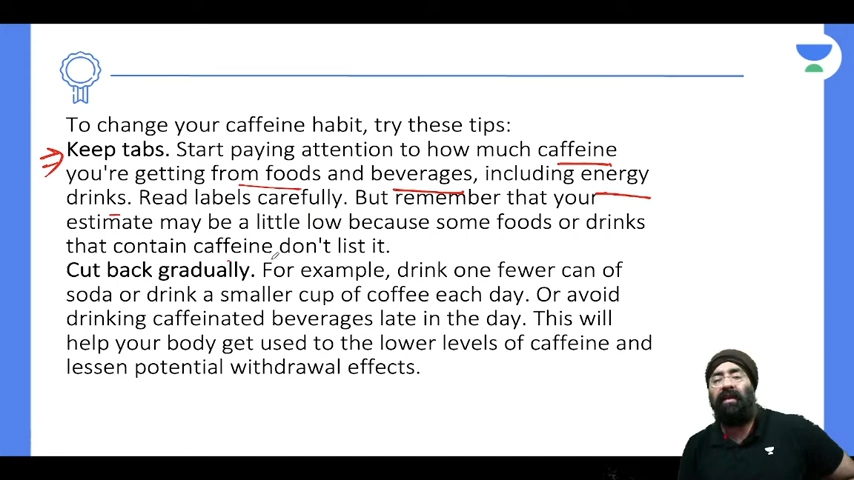 To change your caffeine habit, try these tips:
Keep tabs. Start paying attention to how much caffeine
you're getting from foods and beverages, including energy
drinks. Read labels carefully. But remember that your
estimate may be a little low because some foods or drinks
that contain caffeine don't list it.
Cut back gradually. For example, drink one fewer can of
soda or drink a smaller cup of coffee each day. Or avoid
drinking caffeinated beverages late in the day. This will
help your body get used to the lower levels of caffeine and
lessen potential withdrawal effects.